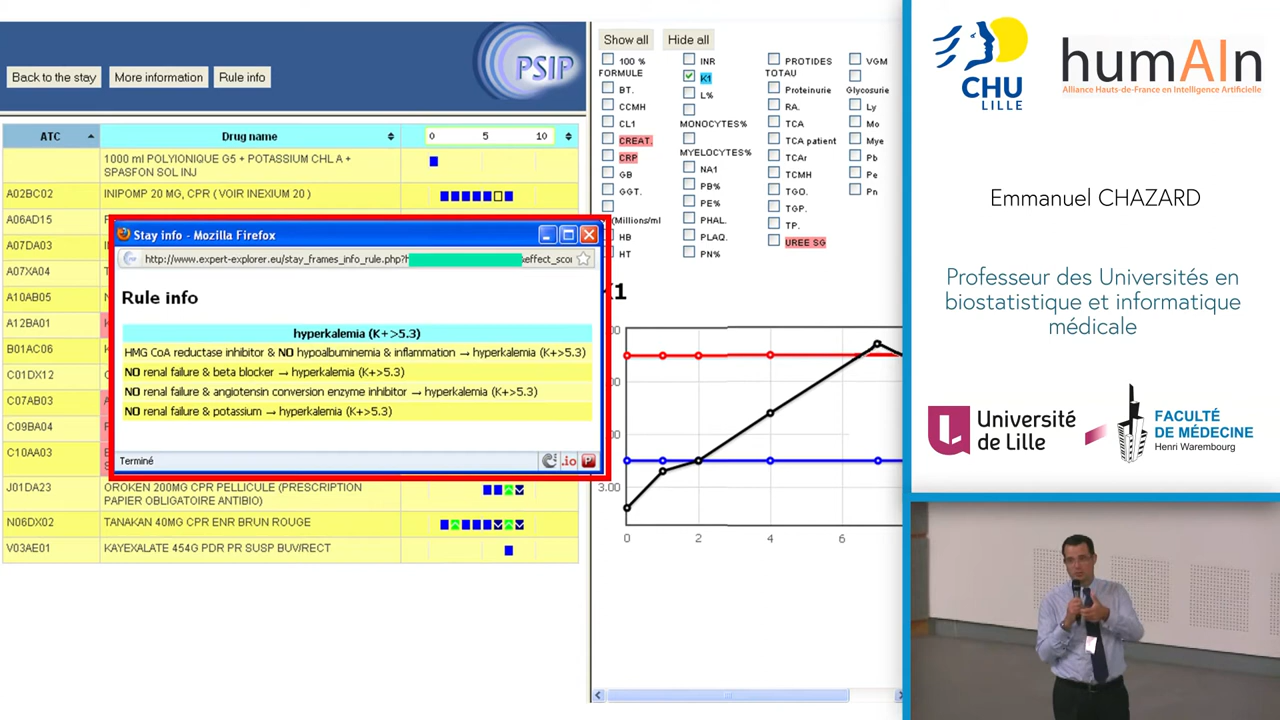 PSIP
Back to the stay
More information
Rule info
ATC
Drug name
0 5 10
1000 ml POLYIONIQUE G5 + POTASSIUM CHL A +
SPASFON SOL INJ
A02BC02
INIPOMP 20 MG, CPR ( VOIR INEXIUM 20 )
A06AD15
A07DA03
A07XA04
A10AB05
A12BA01
B01AC06
C01DX12
C07AB03
C09BA04
C10AA03
J01DA23
OROKEN 200MG CPR PELLICULE (PRESCRIPTION
PAPIER OBLIGATOIRE ANTIBIO)
N06DX02
TANAKAN 40MG CPR ENR BRUN ROUGE
V03AE01
KAYEXALATE 454G PDR PR SUSP BUV/RECT
Stay info - Mozilla Firefox
http://www.expert-explorer.eu/stay_frames_info_rule.php?
&effect_scor
Rule info
hyperkalemia (K+>5.3)
HMG CoA reductase inhibitor & NO hypoalbuminemia & inflammation → hyperkalemia (K+>5.3)
NO renal failure & beta blocker → hyperkalemia (K+>5.3)
NO renal failure & angiotensin conversion enzyme inhibitor → hyperkalemia (K+>5.3)
NO renal failure & potassium → hyperkalemia (K+>5.3)
Terminé
.io
P
Show all
Hide all
100 %
FORMULE
BT.
CCMH
CL1
CREAT.
CRP
GB
GGT.
(Millions/ml
HB
HT
INR
K1
L%
MONOCYTES%
MYELOCYTES%
NA1
PB%
PE%
PHAL.
PLAQ.
PN%
PROTIDES
TOTAU
Proteinurie
RA.
TCA
TCA patient
TCAr
TCMH
TGO.
TGP.
TP.
UREE SG
VGM
Glycosurie
Ly
Mo
Mye
Pb
Pe
Pn
3.00
0 2 4 6
CHU
LILLE
humAIn
Alliance Hauts-de-France en Intelligence Artificielle
Emmanuel CHAZARD
Professeur des Universités en
biostatistique et informatique
médicale
Université
de Lille
FACULTÉ
DE MÉDECINE
Henri Warembourg